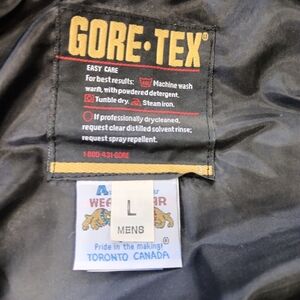 GORE-TEX®
EASY CARE
For best results: Machine wash
warm, with powdered detergent.
Tumble dry. Steam iron.
If professionally drycleaned,
request clear distilled solvent rinse;
request spray repellent.
1-800-431-GORE
L
MENS
Pride in the making!
®
TORONTO CANADA